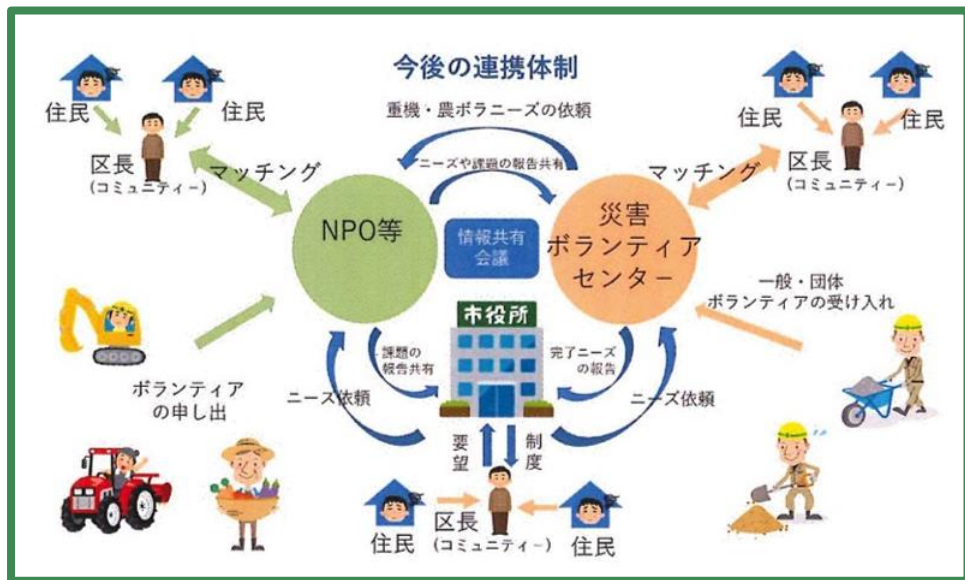 今後の連携体制
重機・農ボラニーズの依頼
ニーズや課題の報告共有
住民
住民
区長
(コミュニティー)
マッチング
住民
住民
区長
(コミュニティー)
マッチング
NPO等
情報共有
会議
災害
ボランティア
センター
市役所
一般・団体
ボランティアの受け入れ
課題の
報告共有
完了ニーズ
の報告
ボランティア
の申し出
ニーズ依頼
ニーズ依頼
要望
制度
区長
(コミュニティー)
住民
住民